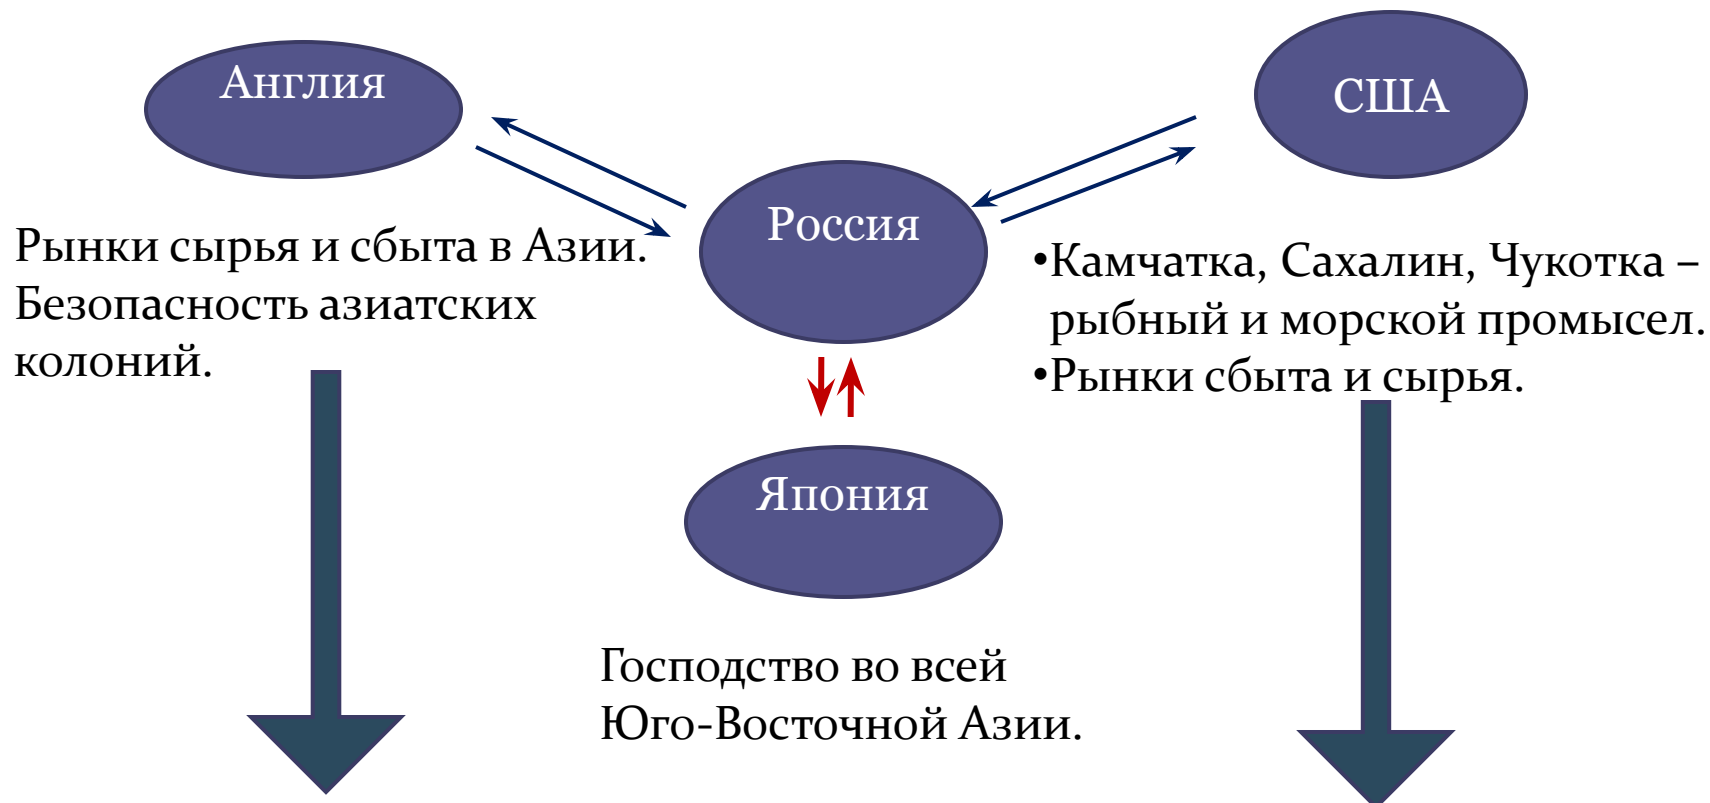 Англия
США
Россия
Рынки сырья и сбыта в Азии.
Безопасность азиатских
колоний.
•Камчатка, Сахалин, Чукотка –
рыбный и морской промысел.
•Рынки сбыта и сырья.
Япония
Господство во всей
Юго-Восточной Азии.